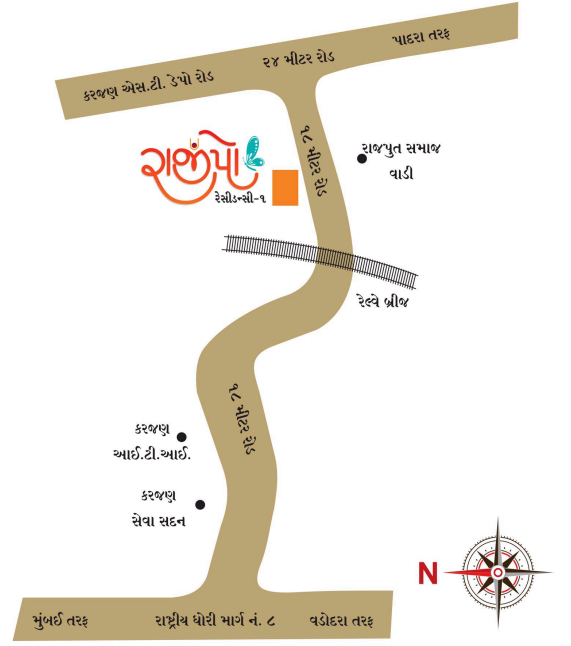 કરજણ એસ.ટી. ડેપો રોડ
૨૪ મીટર રોડ
પાદરા તરફ
૧૮ મીટર રોડ
રાજપુત સમાજ
વાડી
રાજીપો
રેસીડન્સી-૧
રેલ્વે બ્રીજ
૧૮ મીટર રોડ
કરજણ
આઈ.ટી.આઈ.
કરજણ
સેવા સદન
N
મુંબઈ તરફ
રાષ્ટ્રીય ધોરી માર્ગ નં. ૮
વડોદરા તરફ